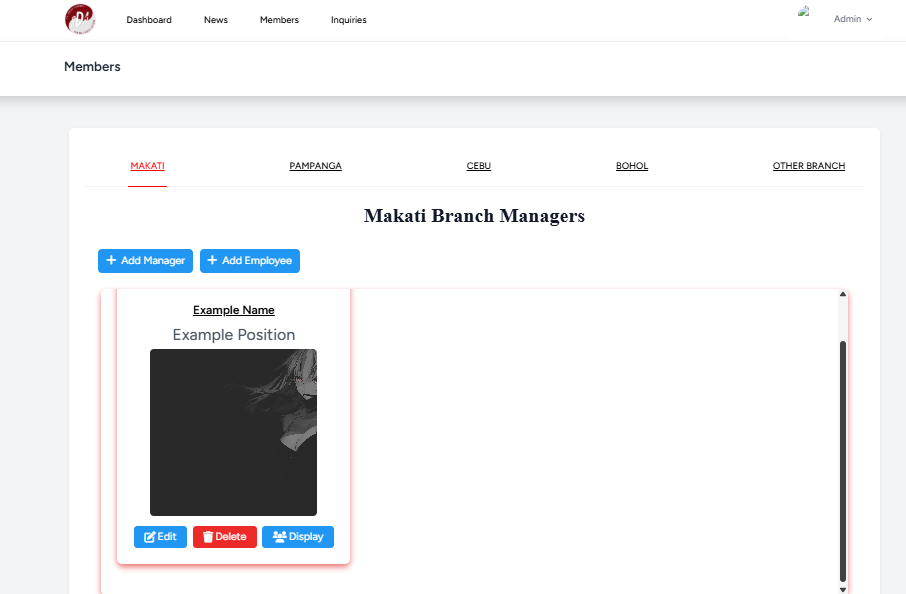 Dashboard News Members Inquiries Admin
Members
MAKATI PAMPANGA CEBU BOHOL OTHER BRANCH
Makati Branch Managers
Add Manager Add Employee
Example Name
Example Position
Edit Delete Display